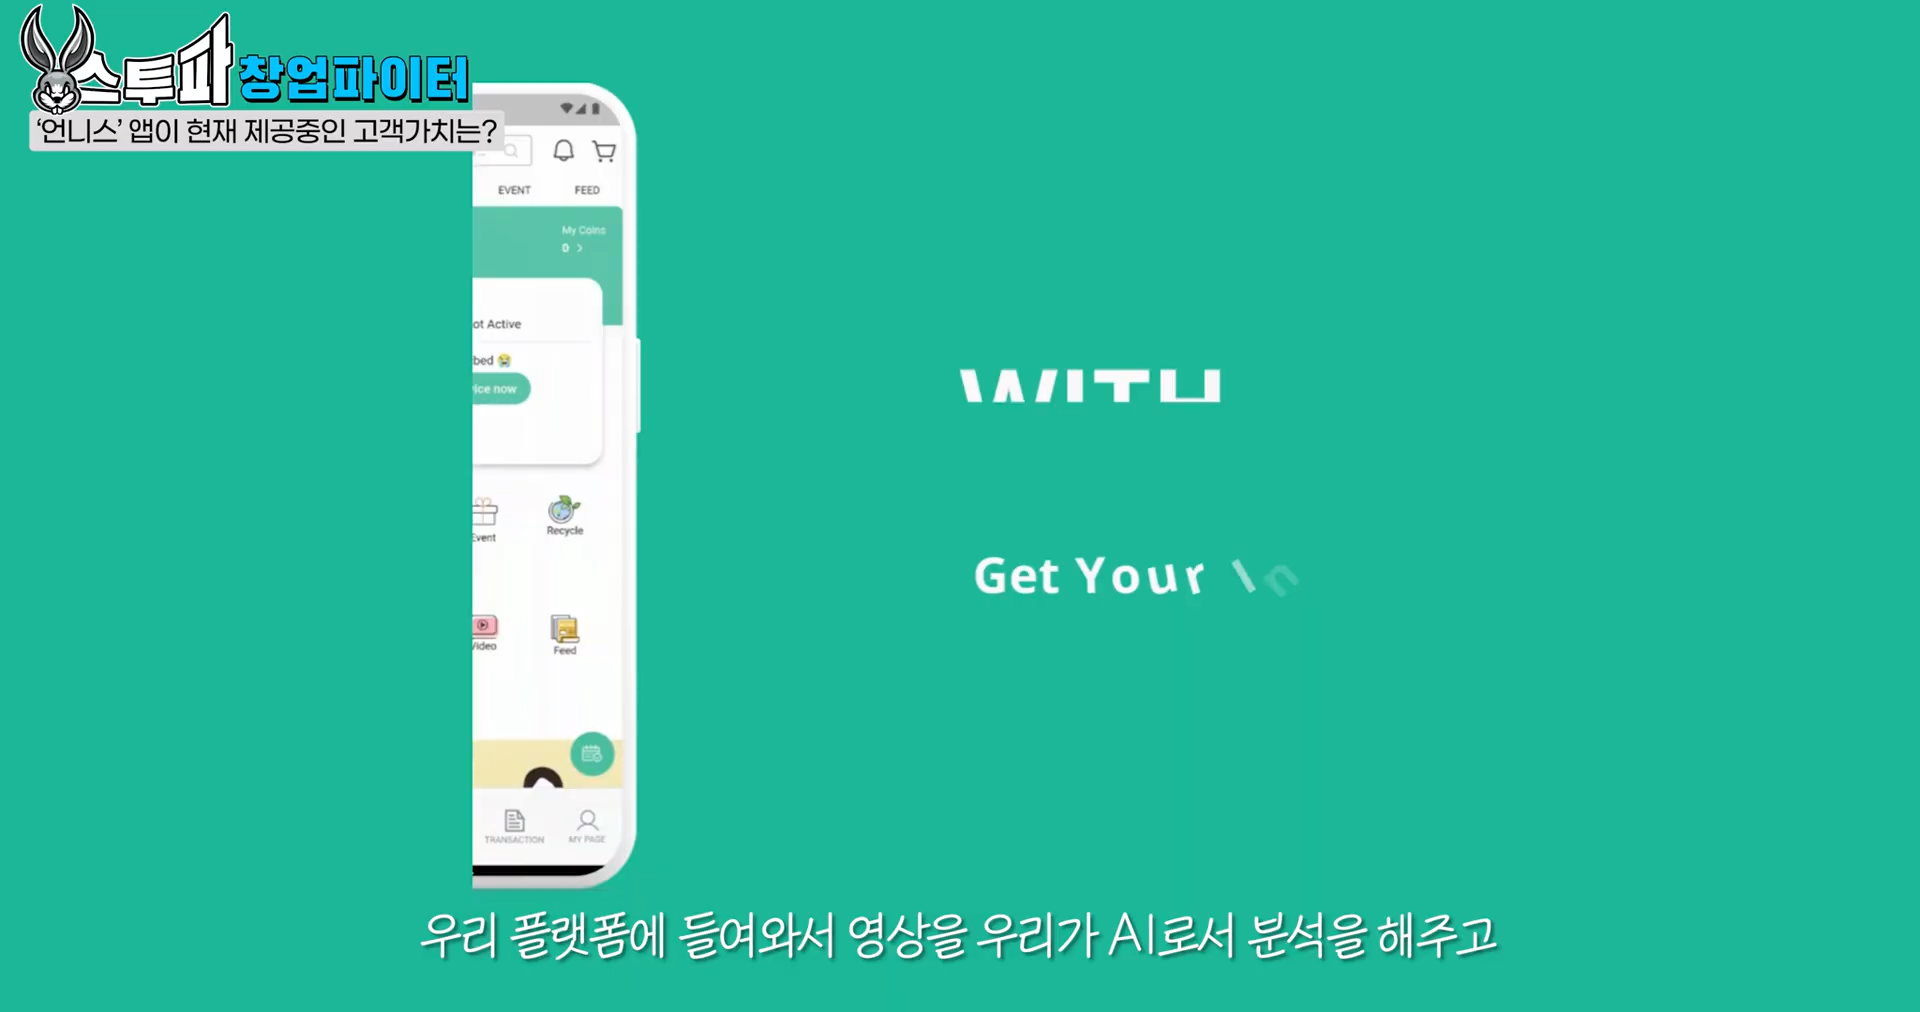 스투파 창업파이터
‘언니스’ 앱이 현재 제공중인 고객가치는?
EVENT FEED
My Coins
0 >
ot Active
bed
ice now
Event
Recycle
Video
Feed
TRANSACTION MY PAGE
WITH
Get Your In
우리 플랫폼에 들여와서 영상을 우리가 AI로서 분석을 해주고